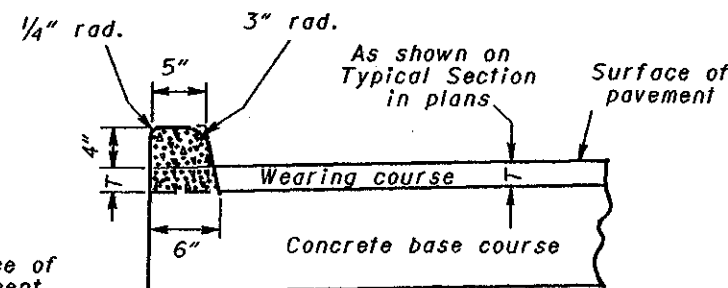 1/4" rad.
3" rad.
5"
As shown on
Typical Section
in plans
Surface of
pavement
4"
T
Wearing course
T
6"
Concrete base course
ce of